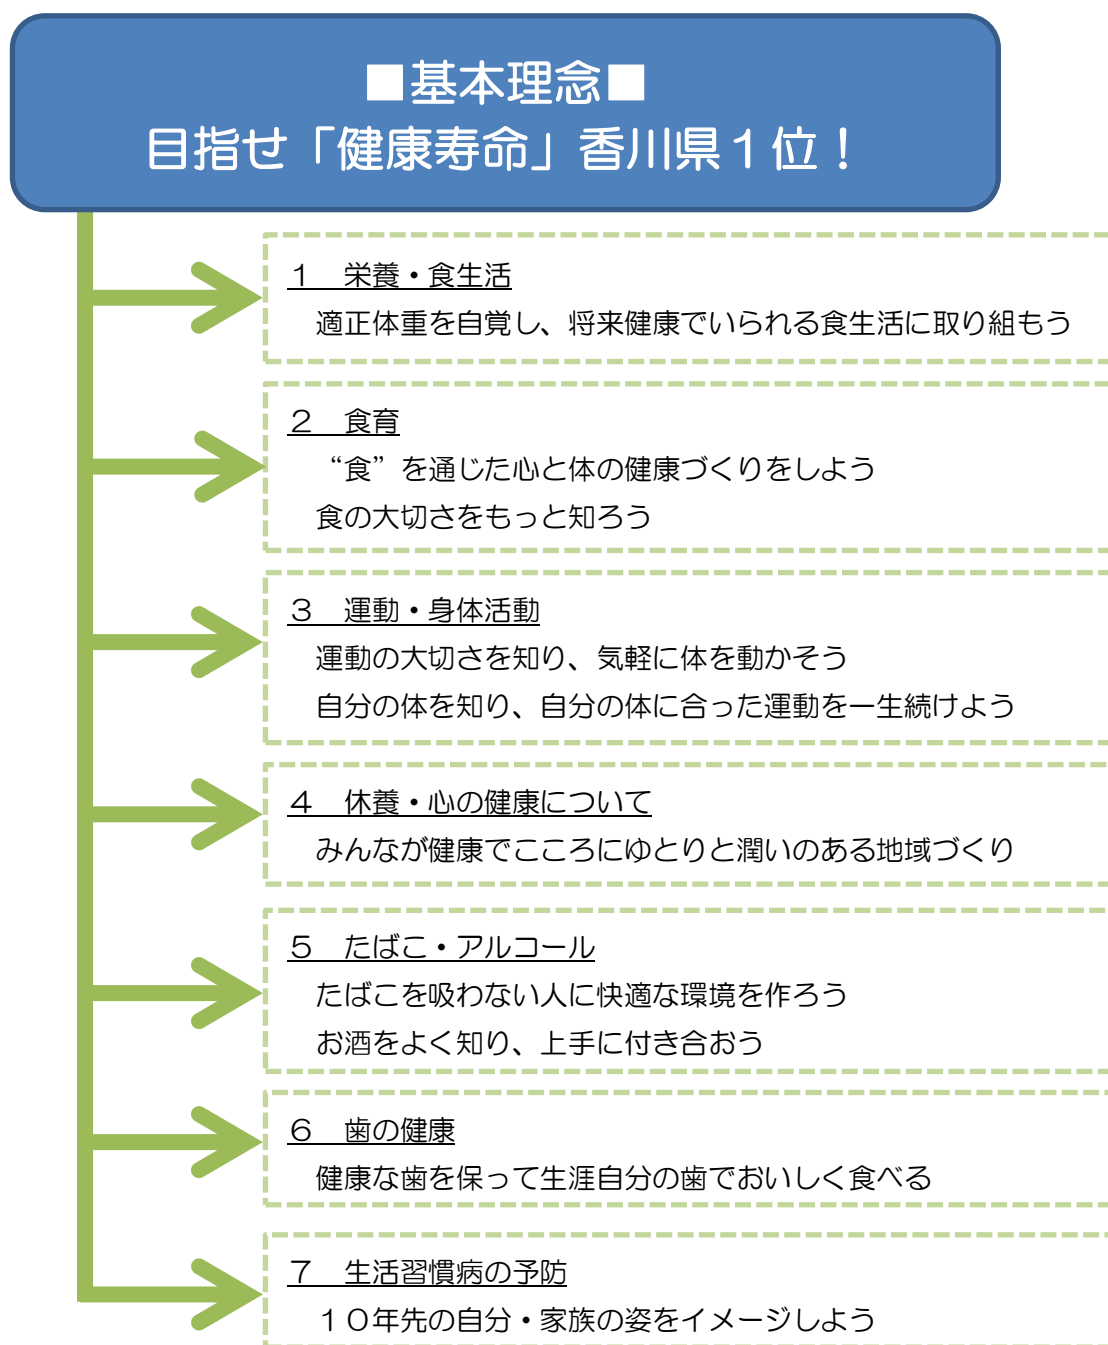 ■基本理念■
目指せ「健康寿命」香川県１位！
１　栄養・食生活
適正体重を自覚し、将来健康でいられる食生活に取り組もう
２　食育
“食”を通じた心と体の健康づくりをしよう
食の大切さをもっと知ろう
３　運動・身体活動
運動の大切さを知り、気軽に体を動かそう
自分の体を知り、自分の体に合った運動を一生続けよう
４　休養・心の健康について
みんなが健康でこころにゆとりと潤いのある地域づくり
５　たばこ・アルコール
たばこを吸わない人に快適な環境を作ろう
お酒をよく知り、上手に付き合おう
６　歯の健康
健康な歯を保って生涯自分の歯でおいしく食べる
７　生活習慣病の予防
１０年先の自分・家族の姿をイメージしよう